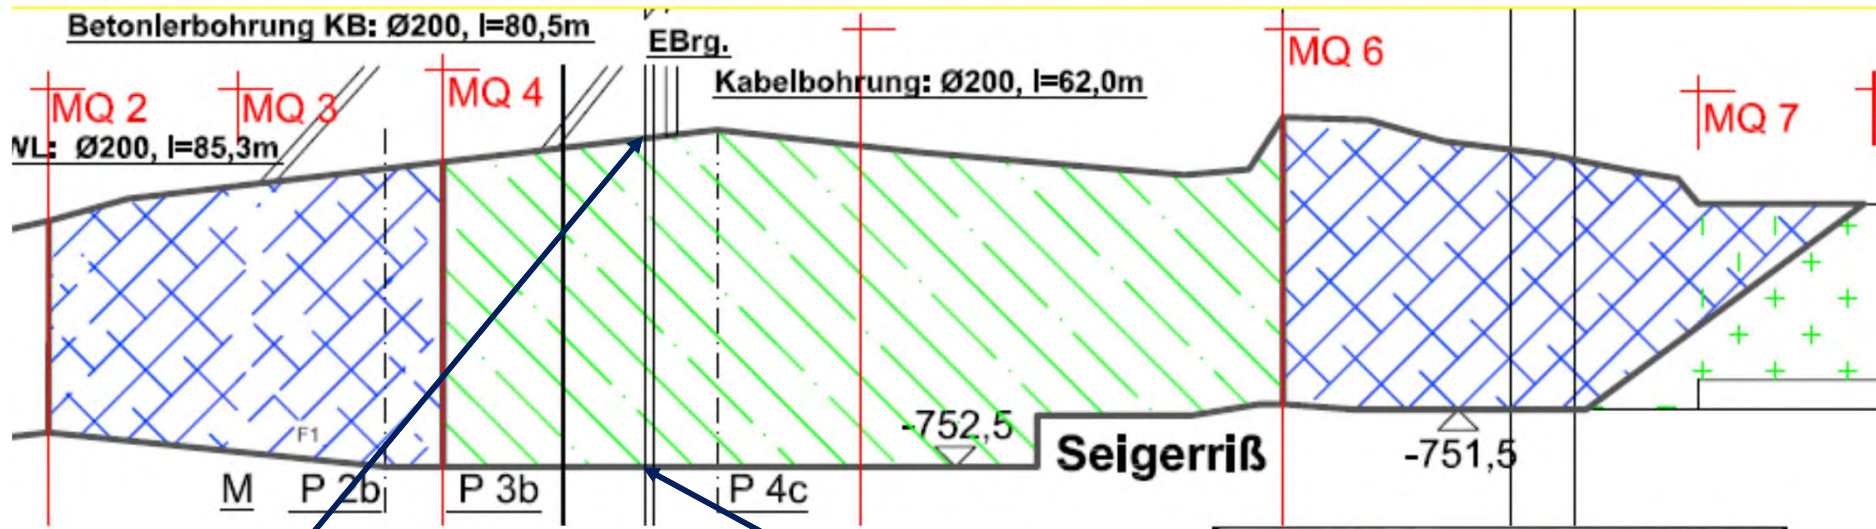 Betonlerbohrung KB: Ø200, l=80,5m
EBrg.
MQ 6
Kabelbohrung: Ø200, l=62,0m
MQ 2
MQ 3
MQ 4
MQ 7
WL: Ø200, l=85,3m
F1
-752,5
Seigerriß
-751,5
M P 2b P 3b P 4c